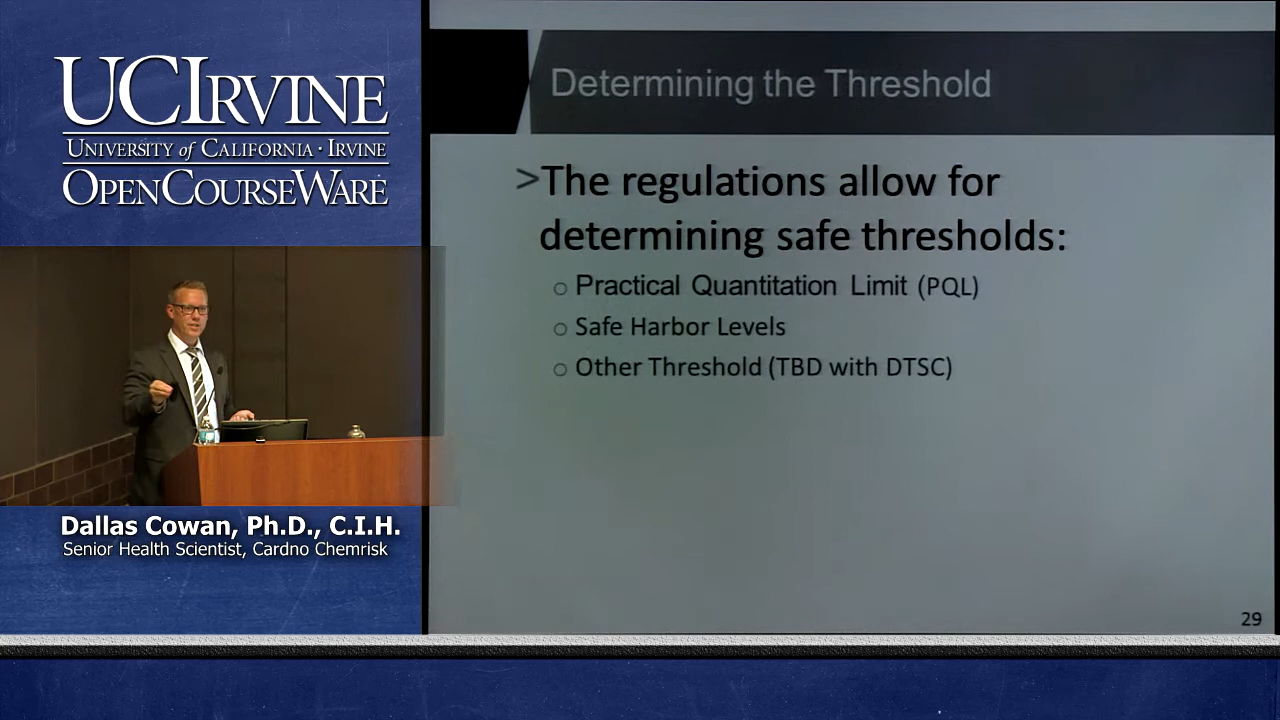 UCIRVINE
UNIVERSITY of CALIFORNIA · IRVINE
OPENCOURSEWARE
Dallas Cowan, Ph.D., C.I.H.
Senior Health Scientist, Cardno Chemrisk
Determining the Threshold
>The regulations allow for
determining safe thresholds:
○ Practical Quantitation Limit (PQL)
○ Safe Harbor Levels
○ Other Threshold (TBD with DTSC)
29